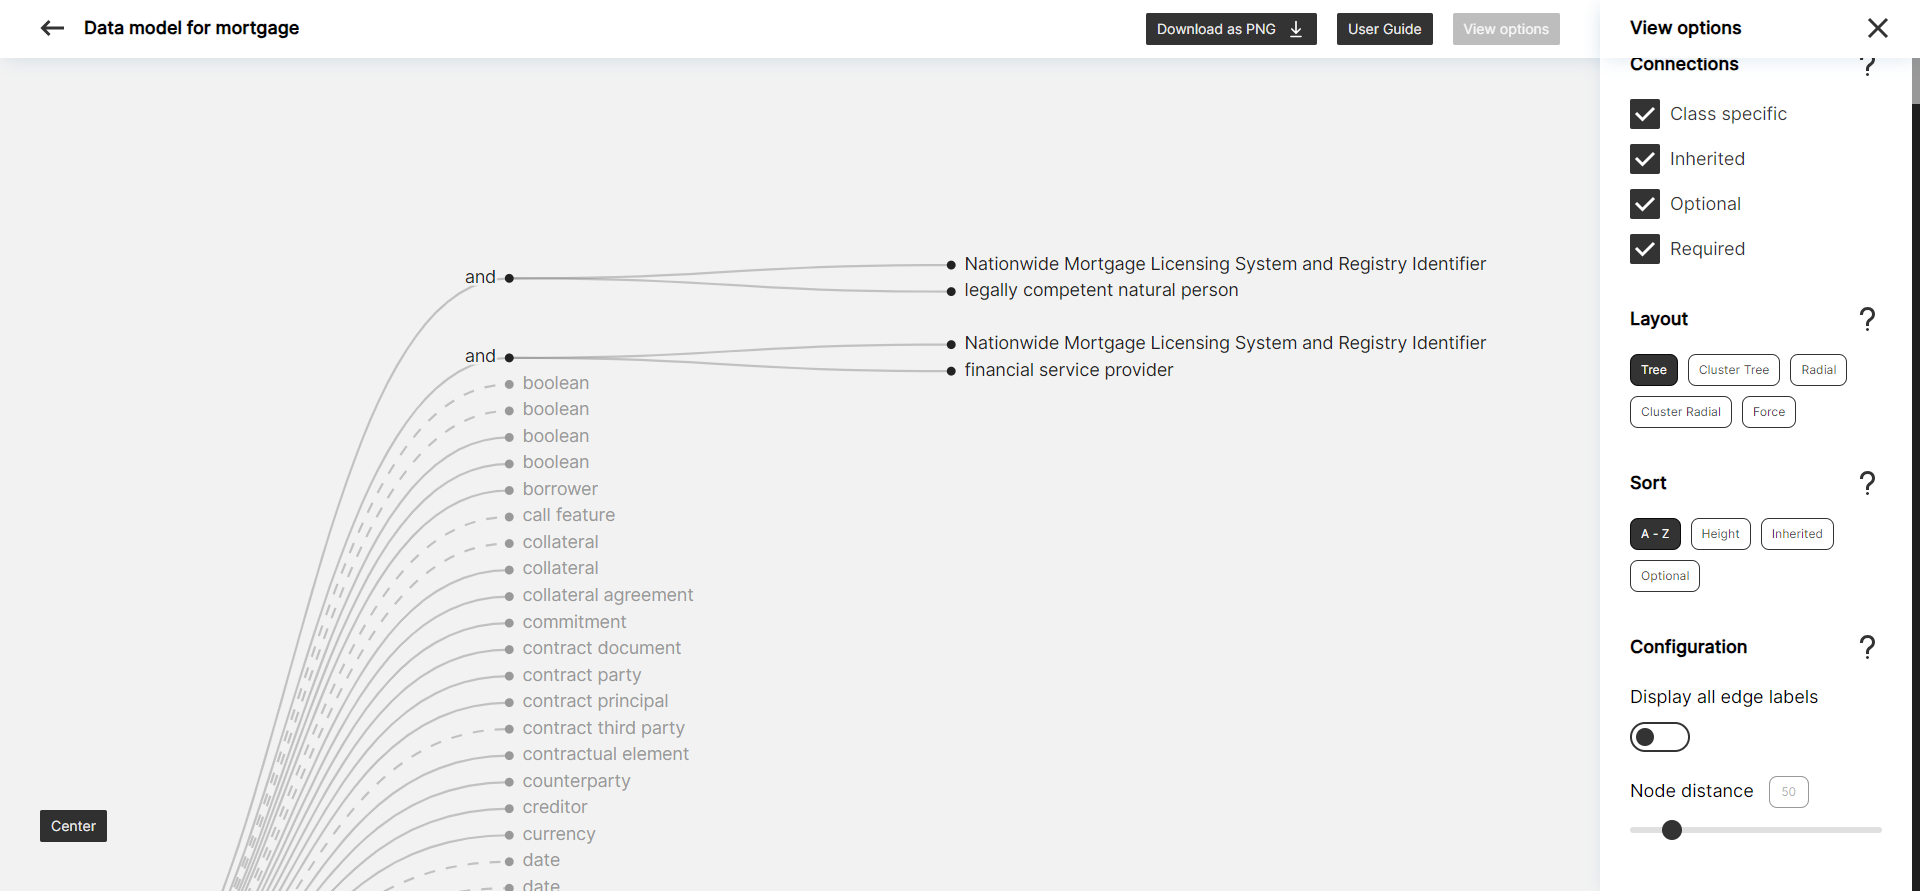 Data model for mortgage
Download as PNG
User Guide
View options
View options
Connections
?
Class specific
Inherited
Optional
Required
Layout
?
Tree
Cluster Tree
Radial
Cluster Radial
Force
Sort
?
A - Z
Height
Inherited
Optional
Configuration
?
Display all edge labels
Node distance 50
and
Nationwide Mortgage Licensing System and Registry Identifier
legally competent natural person
and
Nationwide Mortgage Licensing System and Registry Identifier
financial service provider
boolean
boolean
boolean
boolean
borrower
call feature
collateral
collateral
collateral agreement
commitment
contract document
contract party
contract principal
contract third party
contractual element
counterparty
creditor
currency
date
date
Center